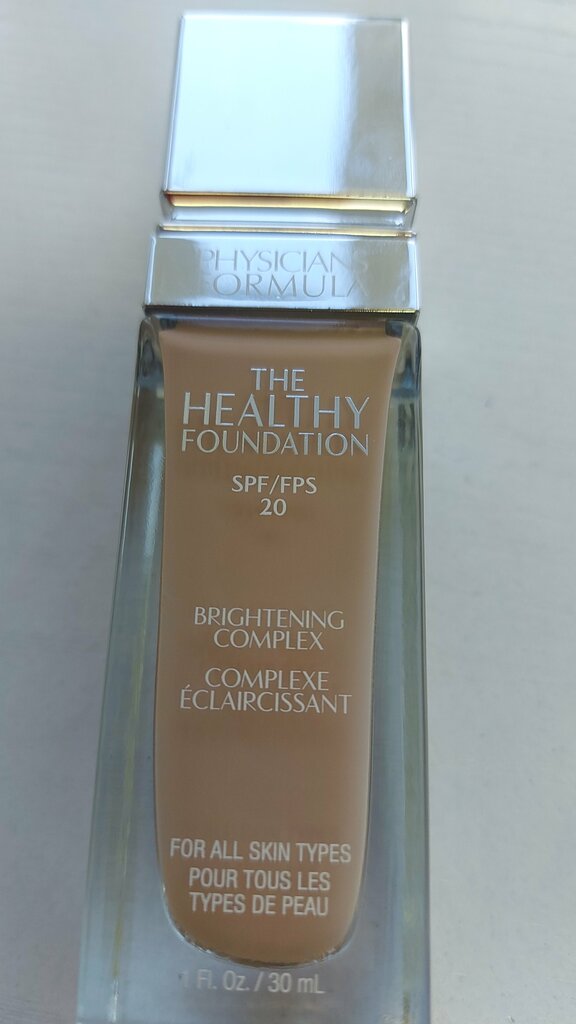 PHYSICIANS
FORMULA
THE
HEALTHY
FOUNDATION
SPF/FPS
20
BRIGHTENING
COMPLEX
COMPLEXE
ÉCLAIRCISSANT
FOR ALL SKIN TYPES
POUR TOUS LES
TYPES DE PEAU
1 Fl. Oz. / 30 mL